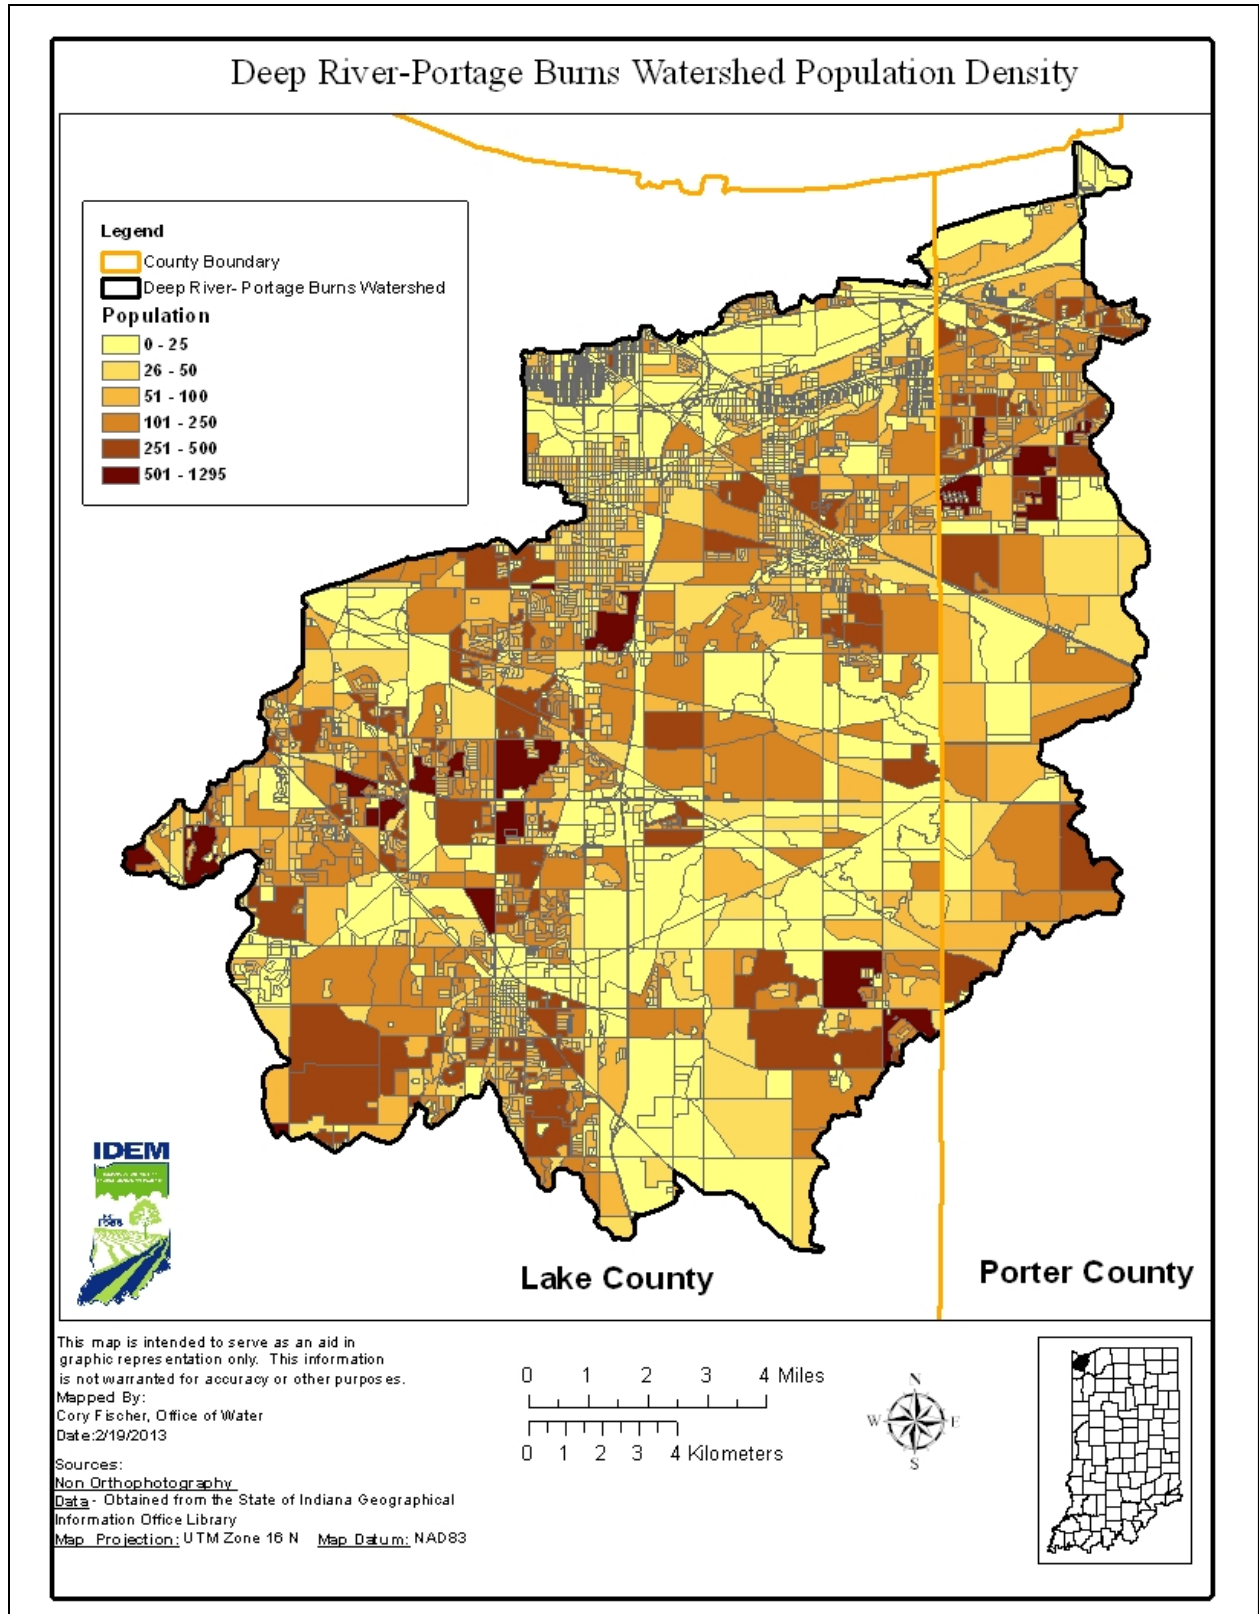 Deep River-Portage Burns Watershed Population Density
Legend
County Boundary
Deep River- Portage Burns Watershed
Population
0 - 25
26 - 50
51 - 100
101 - 250
251 - 500
501 - 1295
IDEM
Lake County
Porter County
This map is intended to serve as an aid in
graphic representation only. This information
is not warranted for accuracy or other purposes.
Mapped By:
Cory Fischer, Office of Water
Date:2/19/2013
Sources:
Non Orthophotography
Data - Obtained from the State of Indiana Geographical
Information Office Library
Map Projection: UTM Zone 16 N Map Datum: NAD83
0 1 2 3 4 Miles
0 1 2 3 4 Kilometers
N
W E
S